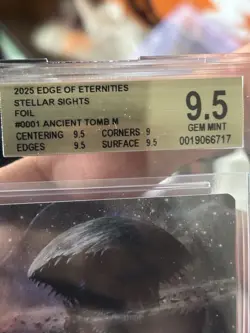 2025 EDGE OF ETERNITIES
STELLAR SIGHTS
FOIL
#0001 ANCIENT TOMB M
CENTERING 9.5 CORNERS 9
EDGES 9.5 SURFACE 9.5
9.5
GEM MINT
0019066717